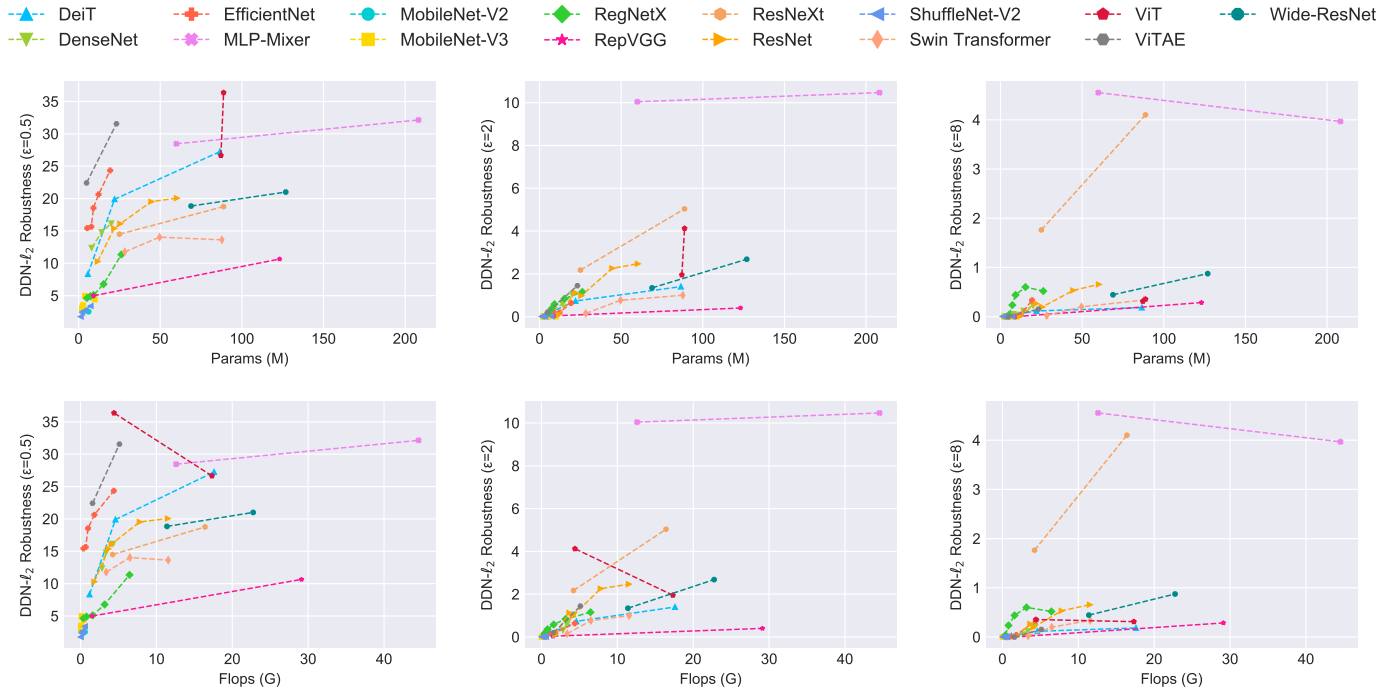 DeiT EfficientNet MobileNet-V2 RegNetX ResNeXt ShuffleNet-V2 ViT Wide-ResNet
DenseNet MLP-Mixer MobileNet-V3 RepVGG ResNet Swin Transformer ViTAE
DDN-ℓ2 Robustness (ε=0.5)
35
30
25
20
15
10
5
0 50 100 150 200
Params (M)
DDN-ℓ2 Robustness (ε=2)
10
8
6
4
2
0
0 50 100 150 200
Params (M)
DDN-ℓ2 Robustness (ε=8)
4
3
2
1
0
0 50 100 150 200
Params (M)
DDN-ℓ2 Robustness (ε=0.5)
35
30
25
20
15
10
5
0 10 20 30 40
Flops (G)
DDN-ℓ2 Robustness (ε=2)
10
8
6
4
2
0
0 10 20 30 40
Flops (G)
DDN-ℓ2 Robustness (ε=8)
4
3
2
1
0
0 10 20 30 40
Flops (G)